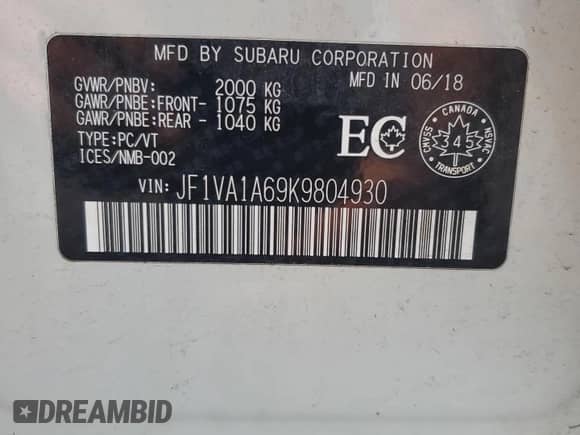 MFD BY SUBARU CORPORATION
MFD IN 06/18
GVWR/PNBV: 2000 KG
GAWR/PNBE:FRONT- 1075 KG
GAWR/PNBE:REAR - 1040 KG
TYPE:PC/VT
ICES/NMB-002
EC
CANADA
CMVSS
NSVAC
345
VIN: JF1VA1A69K9804930
DREAMBID